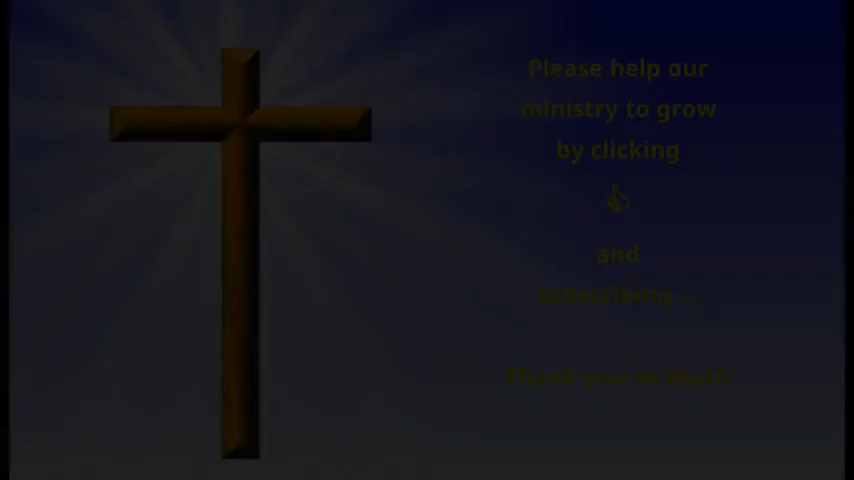 Please help our
ministry to grow
by clicking
👍
and
subscribing ...
Thank you so much